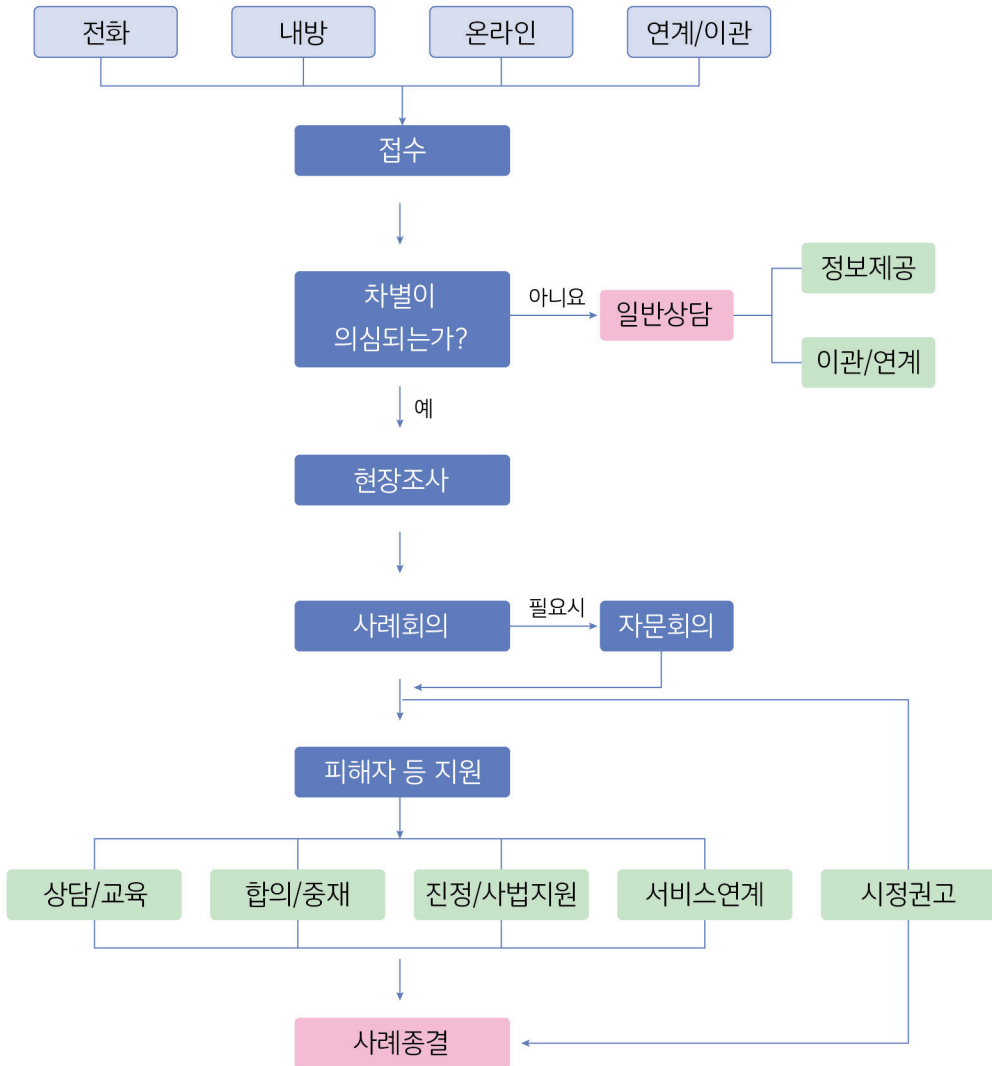 전화
내방
온라인
연계/이관
접수
차별이
의심되는가?
아니요
일반상담
정보제공
이관/연계
예
현장조사
사례회의
필요시
자문회의
피해자 등 지원
상담/교육
합의/중재
진정/사법지원
서비스연계
시정권고
사례종결